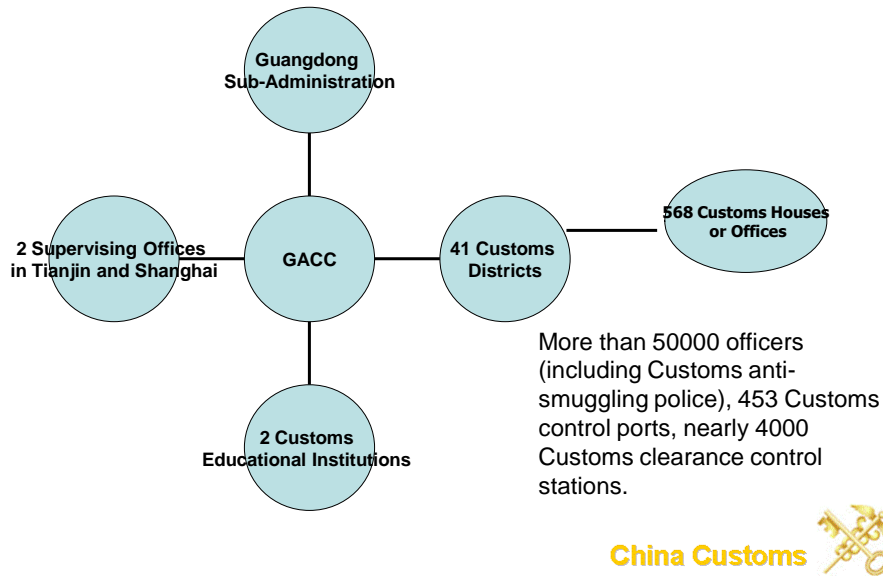 Guangdong
Sub-Administration
2 Supervising Offices
in Tianjin and Shanghai
GACC
41 Customs
Districts
568 Customs Houses
or Offices
2 Customs
Educational Institutions
More than 50000 officers
(including Customs anti-
smuggling police), 453 Customs
control ports, nearly 4000
Customs clearance control
stations.
China Customs